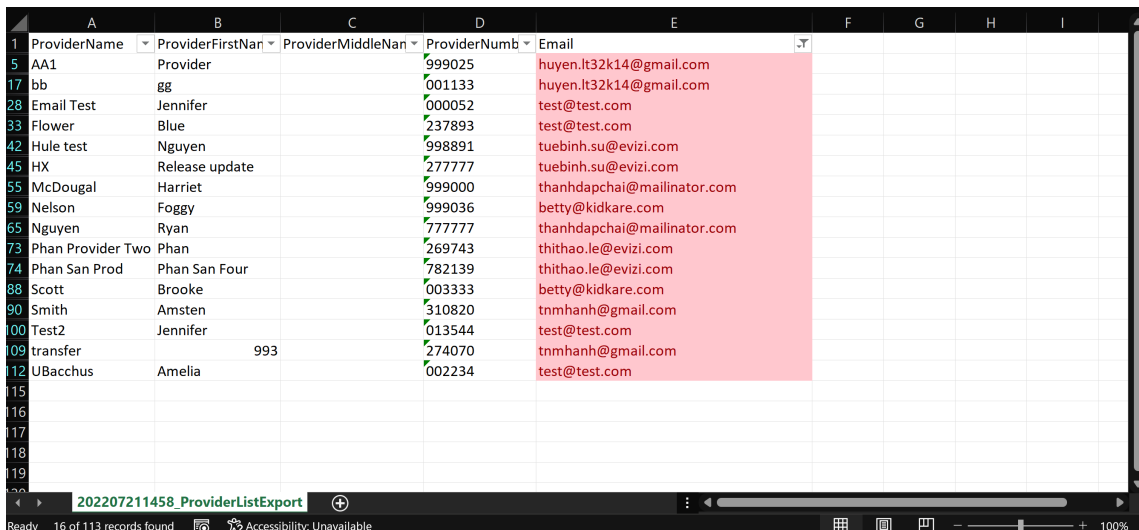 A B C D E F G H I
1 ProviderName ProviderFirstNan ProviderMiddleNan ProviderNumb Email
5 AA1 Provider 999025 huyen.lt32k14@gmail.com
17 bb gg 001133 huyen.lt32k14@gmail.com
28 Email Test Jennifer 000052 test@test.com
33 Flower Blue 237893 test@test.com
42 Hule test Nguyen 998891 tuebinh.su@evizi.com
45 HX Release update 277777 tuebinh.su@evizi.com
55 McDougal Harriet 999000 thanhdapchai@mailinator.com
59 Nelson Foggy 999036 betty@kidkare.com
65 Nguyen Ryan 777777 thanhdapchai@mailinator.com
73 Phan Provider Two Phan 269743 thithao.le@evizi.com
74 Phan San Prod Phan San Four 782139 thithao.le@evizi.com
88 Scott Brooke 003333 betty@kidkare.com
90 Smith Amsten 310820 tnmhanh@gmail.com
100 Test2 Jennifer 013544 test@test.com
109 transfer 993 274070 tnmhanh@gmail.com
112 UBacchus Amelia 002234 test@test.com
115
116
117
118
119
202207211458_ProviderListExport
Ready 16 of 113 records found Accessibility: Unavailable 100%